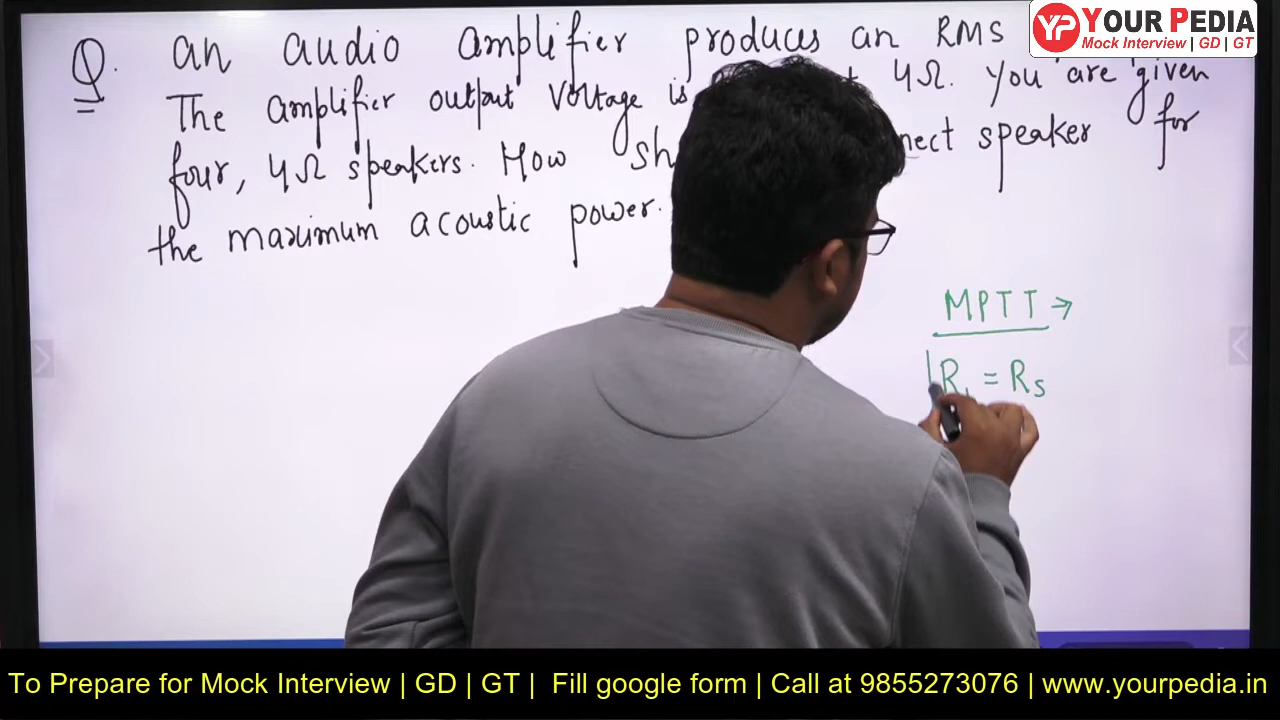 YOUR PEDIA
Mock Interview | GD | GT
Q. an audio amplifier produces an RMS
The amplifier output voltage is 4Ω. You are given
four, 4Ω speakers. How sh nect speaker for
the maximum acoustic power.
MPTT →
R = RS
To Prepare for Mock Interview | GD | GT | Fill google form | Call at 9855273076 | www.yourpedia.in